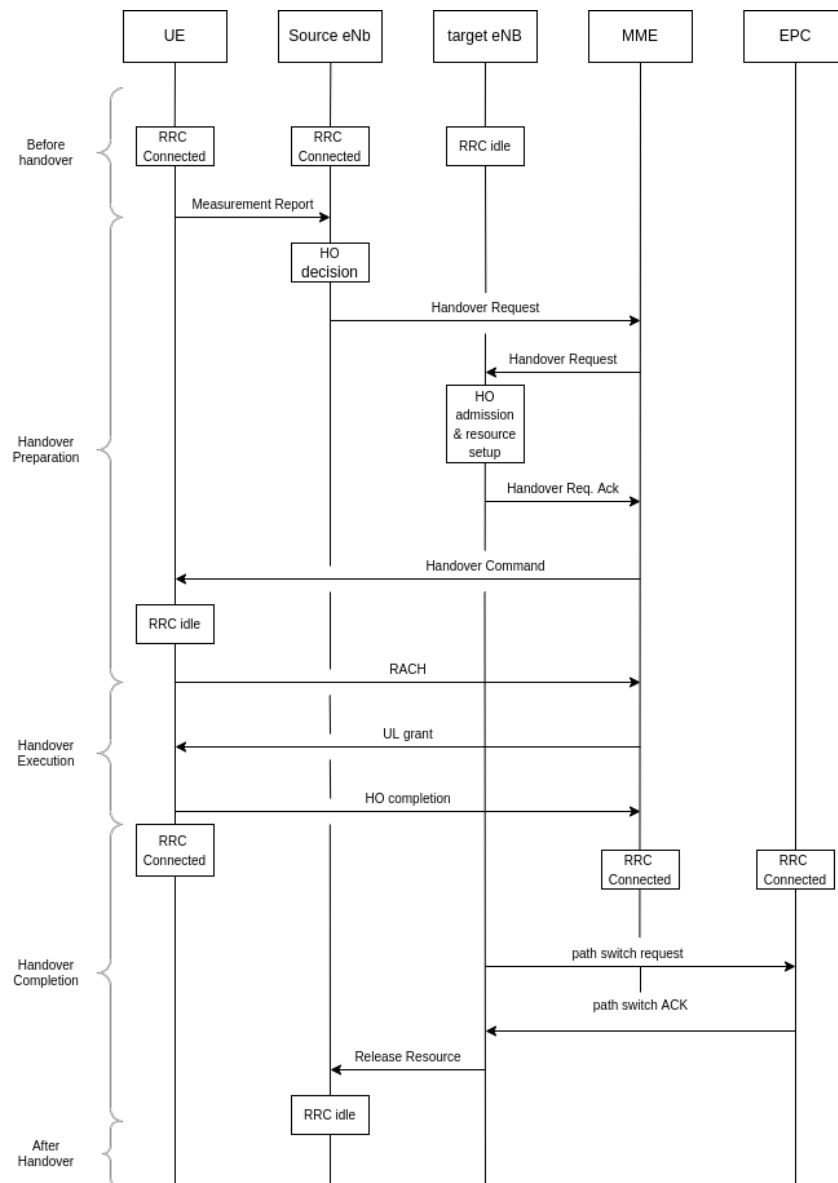 UE
Source eNb
target eNB
MME
EPC
Before
handover
RRC
Connected
RRC
Connected
RRC idle
Measurement Report
HO
decision
Handover Request
Handover Request
HO
admission
& resource
setup
Handover
Preparation
Handover Req. Ack
Handover Command
RRC idle
RACH
Handover
Execution
UL grant
HO completion
RRC
Connected
RRC
Connected
RRC
Connected
Handover
Completion
path switch request
path switch ACK
Release Resource
RRC idle
After
Handover